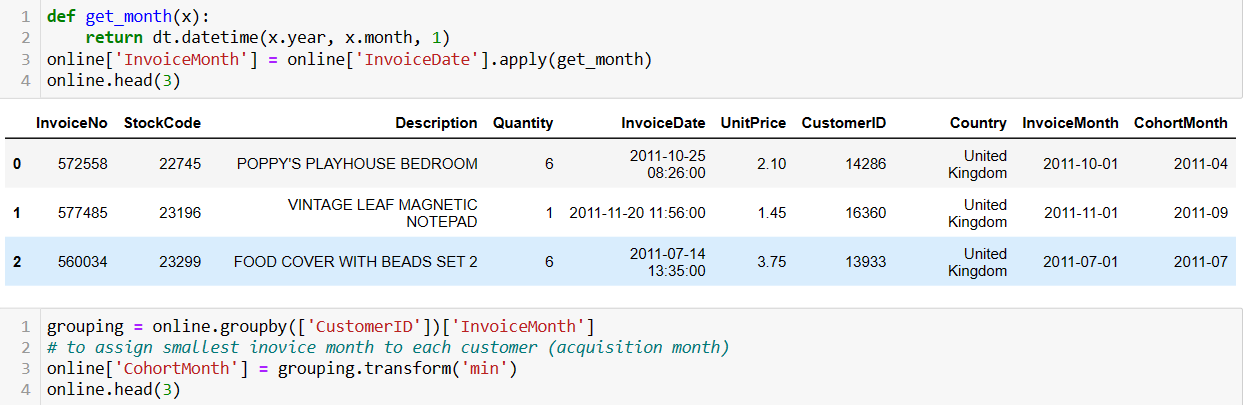 1 def get_month(x):
2     return dt.datetime(x.year, x.month, 1)
3 online['InvoiceMonth'] = online['InvoiceDate'].apply(get_month)
4 online.head(3)
InvoiceNo StockCode Description Quantity InvoiceDate UnitPrice CustomerID Country InvoiceMonth CohortMonth
0 572558 22745 POPPY'S PLAYHOUSE BEDROOM 6 2011-10-25 08:26:00 2.10 14286 United Kingdom 2011-10-01 2011-04
1 577485 23196 VINTAGE LEAF MAGNETIC NOTEPAD 1 2011-11-20 11:56:00 1.45 16360 United Kingdom 2011-11-01 2011-09
2 560034 23299 FOOD COVER WITH BEADS SET 2 6 2011-07-14 13:35:00 3.75 13933 United Kingdom 2011-07-01 2011-07
1 grouping = online.groupby(['CustomerID'])['InvoiceMonth']
2 # to assign smallest inovice month to each customer (acquisition month)
3 online['CohortMonth'] = grouping.transform('min')
4 online.head(3)